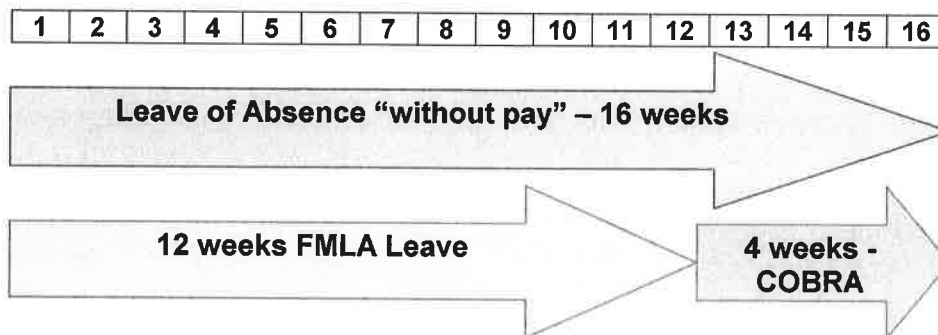 1 2 3 4 5 6 7 8 9 10 11 12 13 14 15 16
Leave of Absence “without pay” – 16 weeks
12 weeks FMLA Leave
4 weeks -
COBRA